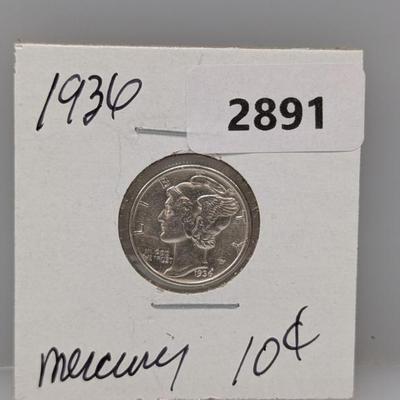 1936
2891
LIBERTY
IN GOD
WE TRUST
1936
mercury 10¢